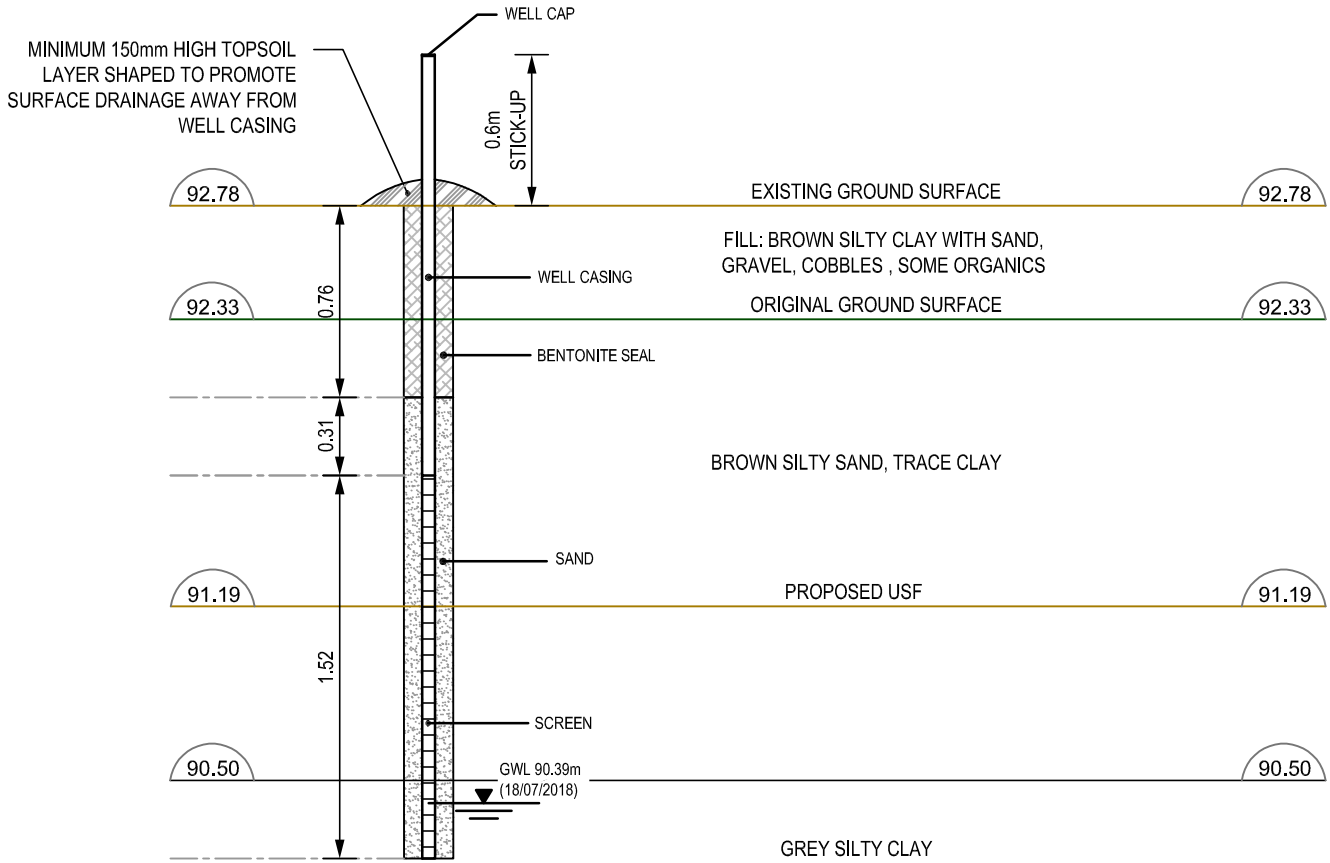 WELL CAP
MINIMUM 150mm HIGH TOPSOIL
LAYER SHAPED TO PROMOTE
SURFACE DRAINAGE AWAY FROM
WELL CASING
0.6m
STICK-UP
92.78
EXISTING GROUND SURFACE
92.78
FILL: BROWN SILTY CLAY WITH SAND,
GRAVEL, COBBLES , SOME ORGANICS
WELL CASING
0.76
92.33
ORIGINAL GROUND SURFACE
92.33
BENTONITE SEAL
0.31
BROWN SILTY SAND, TRACE CLAY
SAND
91.19
PROPOSED USF
91.19
1.52
SCREEN
90.50
GWL 90.39m
(18/07/2018)
90.50
GREY SILTY CLAY